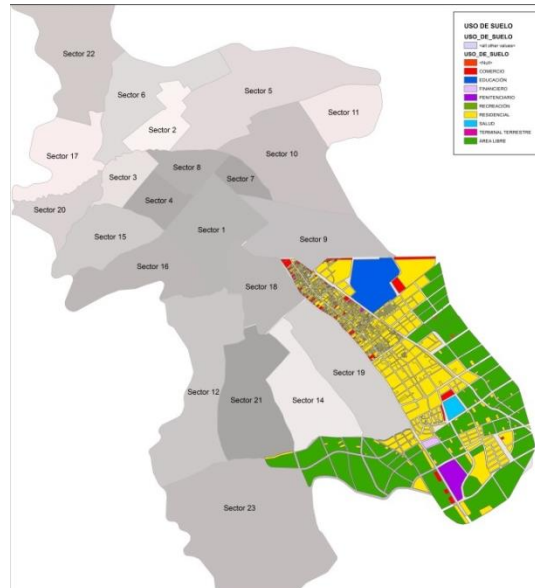 USO DE SUELO
USO_DE_SUELO
<all other values>
USO_DE_SUELO
<Null>
COMERCIO
EDUCACIÓN
FINANCIERO
PENITENCIARIO
RECREACIÓN
RESIDENCIAL
SALUD
TERMINAL TERRESTRE
AREA LIBRE
Sector 22
Sector 6
Sector 5
Sector 11
Sector 2
Sector 17
Sector 10
Sector 8
Sector 3
Sector 7
Sector 4
Sector 20
Sector 1
Sector 15
Sector 9
Sector 16
Sector 18
Sector 19
Sector 12
Sector 21
Sector 14
Sector 23